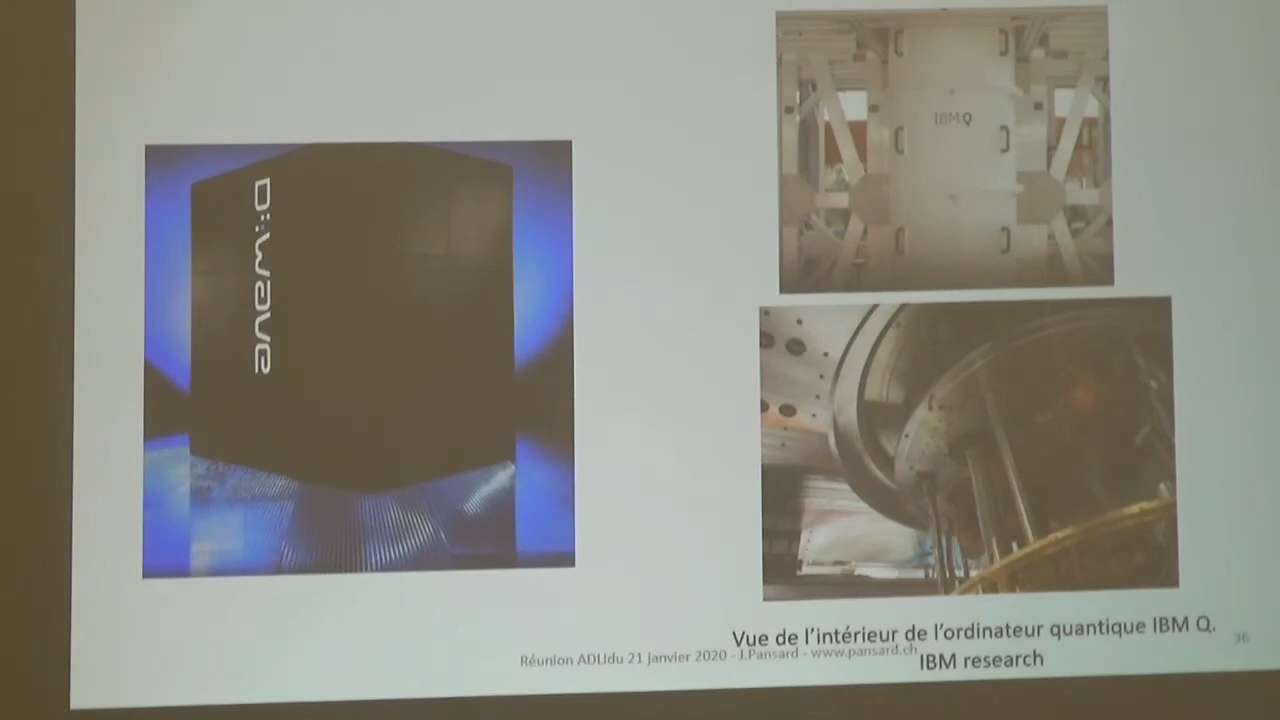 D::wave
IBM Q
Vue de l'intérieur de l'ordinateur quantique IBM Q.
IBM research
Réunion ADLIdu 21 janvier 2020 - J.Pansard - www.pansard.ch
36